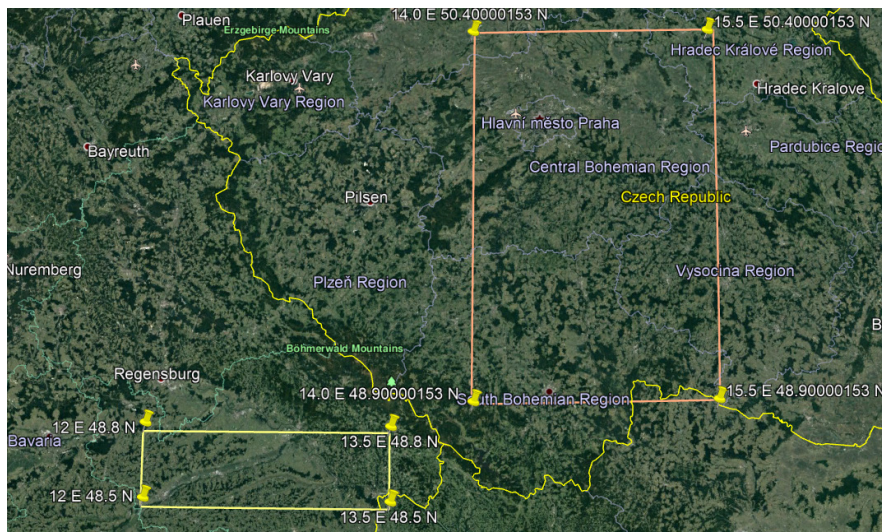 14.0 E 50.40000153 N
15.5 E 50.40000153 N
Plauen
Erzgebirge-Mountains
Hradec Králové Region
Karlovy Vary
Karlovy Vary Region
Hradec Kralove
Hlavní město Praha
Bayreuth
Pardubice Regio
Central Bohemian Region
Pilsen
Czech Republic
Nuremberg
Plzeň Region
Vysocina Region
Böhmerwald Mountains
Regensburg
14.0 E 48.90000153 N
15.5 E 48.90000153 N
South Bohemian Region
12 E 48.8 N
13.5 E 48.8 N
Bavaria
12 E 48.5 N
13.5 E 48.5 N